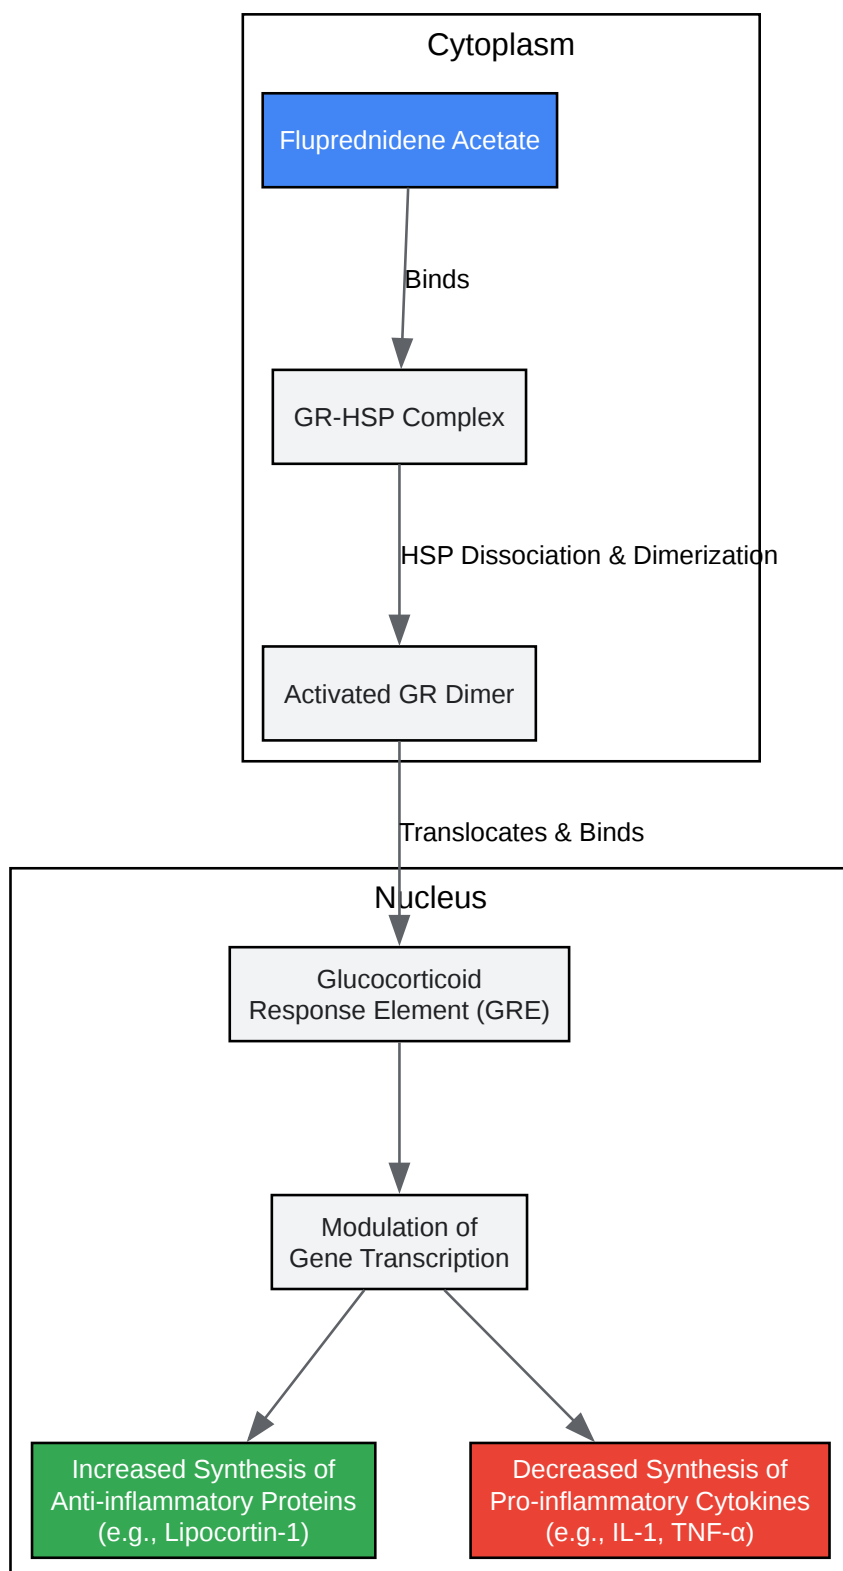 Cytoplasm
Fluprednidene Acetate
Binds
GR-HSP Complex
HSP Dissociation & Dimerization
Activated GR Dimer
Translocates & Binds
Nucleus
Glucocorticoid
Response Element (GRE)
Modulation of
Gene Transcription
Increased Synthesis of
Anti-inflammatory Proteins
(e.g., Lipocortin-1)
Decreased Synthesis of
Pro-inflammatory Cytokines
(e.g., IL-1, TNF-α)